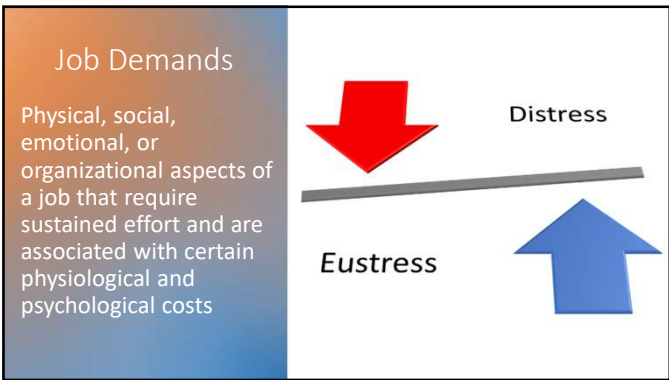 Job Demands
Physical, social,
emotional, or
organizational aspects of
a job that require
sustained effort and are
associated with certain
physiological and
psychological costs
Distress
Eustress